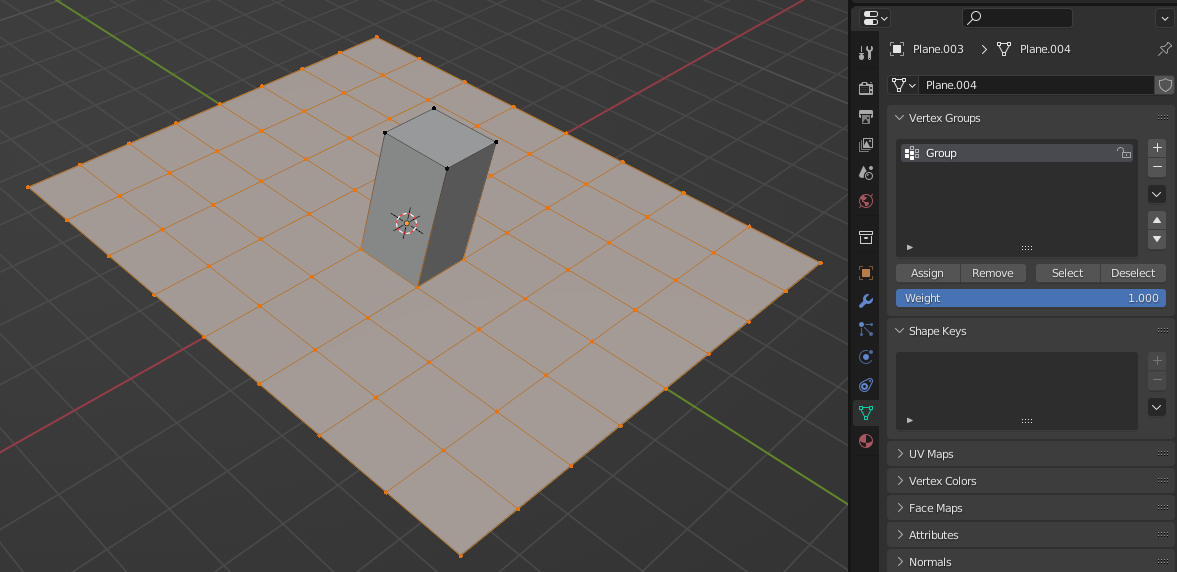 Plane.003 Plane.004
Plane.004
Vertex Groups
Group
Assign Remove Select Deselect
Weight 1.000
Shape Keys
UV Maps
Vertex Colors
Face Maps
Attributes
Normals